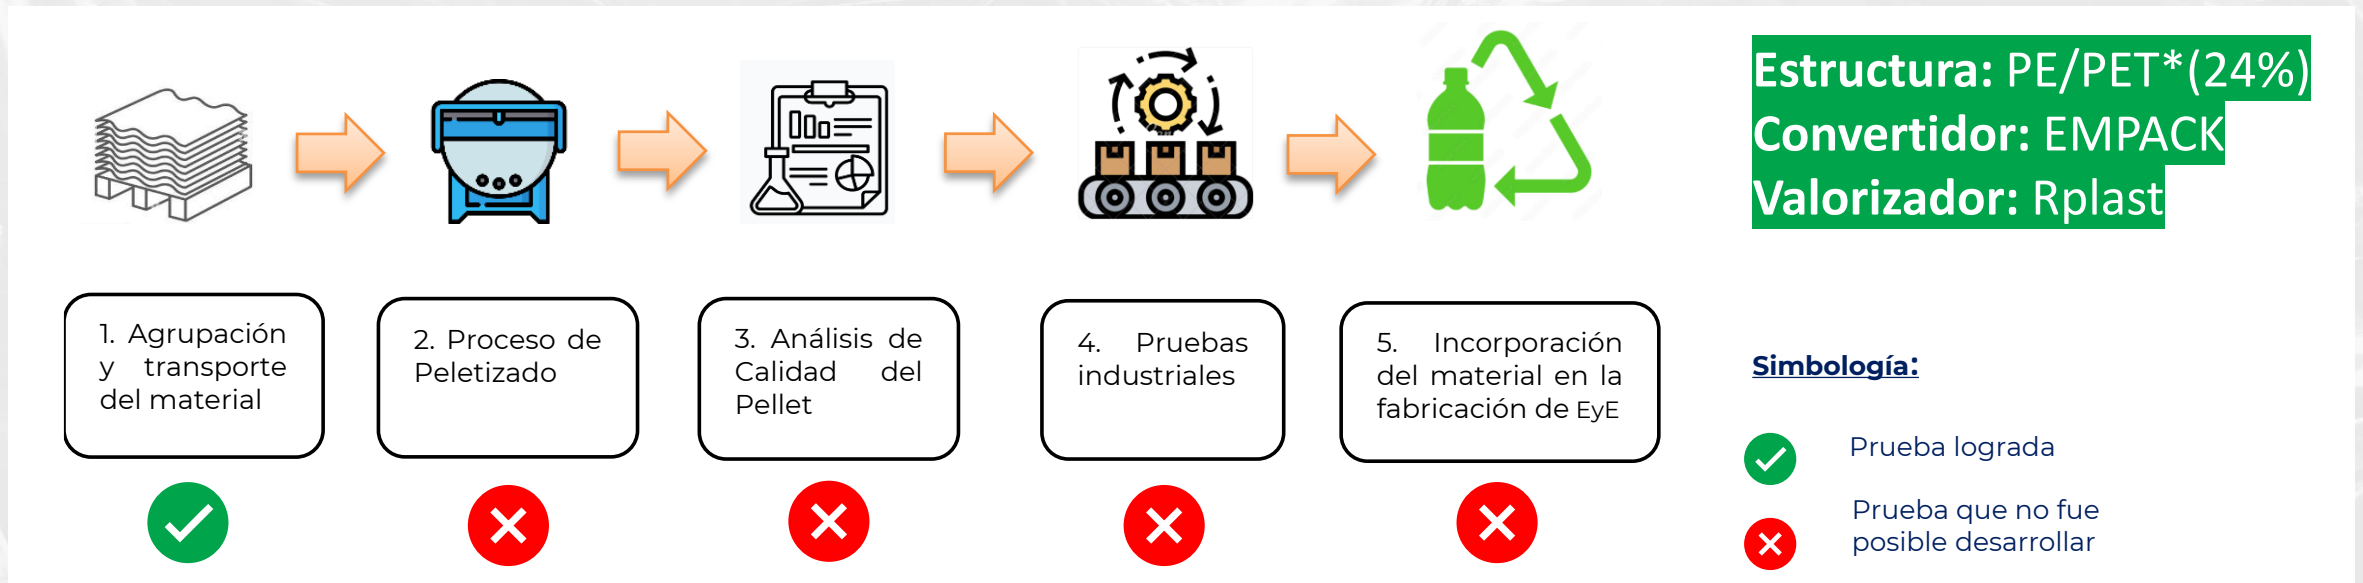 Estructura: PE/PET*(24%)
Convertidor: EMPACK
Valorizador: Rplast
1. Agrupación
y transporte
del material
2. Proceso de
Peletizado
3. Análisis de
Calidad del
Pellet
4. Pruebas
industriales
5. Incorporación
del material en la
fabricación de EyE
Simbología:
Prueba lograda
Prueba que no fue
posible desarrollar